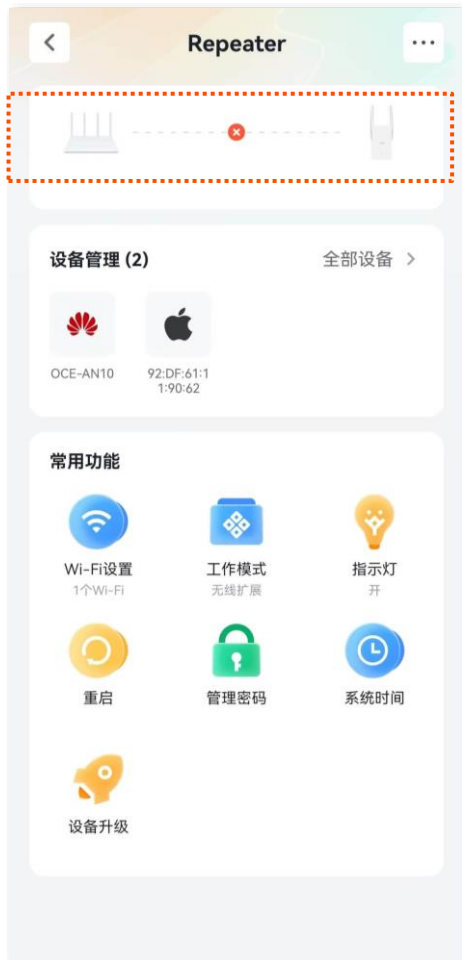 Repeater
设备管理 (2)
全部设备
OCE-AN10
92:DF:61:1
1:90:62
常用功能
Wi-Fi设置
工作模式
指示灯
1个Wi-Fi
无线扩展
开
重启
管理密码
系统时间
设备升级